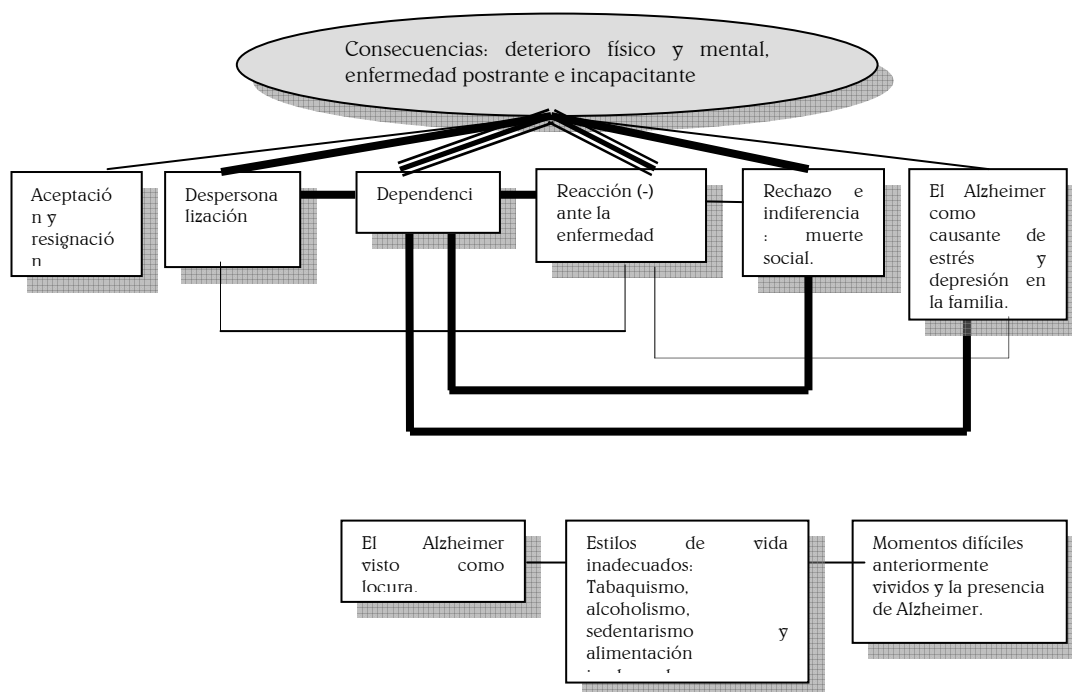 Consecuencias: deterioro físico y mental,
enfermedad postrante e incapacitante
Aceptació
n y
resignació
n
Despersona
lización
Dependenci
Reacción (-)
ante la
enfermedad
Rechazo e
indiferencia
: muerte
social.
El Alzheimer
como
causante de
estrés y
depresión en
la familia.
El Alzheimer
visto como
locura.
Estilos de vida
inadecuados:
Tabaquismo,
alcoholismo,
sedentarismo y
alimentación
Momentos difíciles
anteriormente
vividos y la presencia
de Alzheimer.